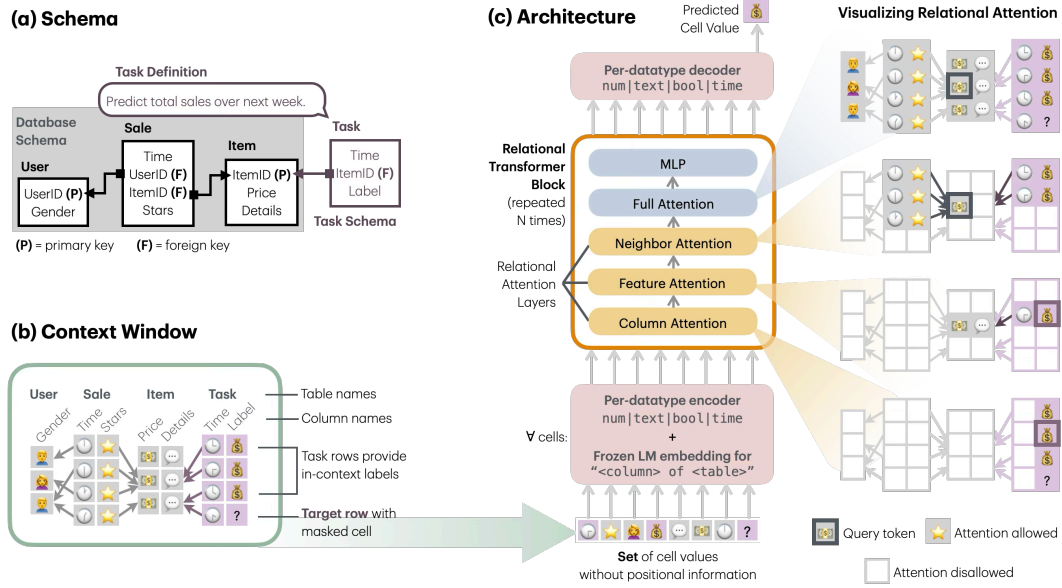 (a) Schema
Task Definition
Predict total sales over next week.
Database
Schema
Sale
Time
UserID (F)
ItemID (F)
Stars
User
UserID (P)
Gender
Item
ItemID (P)
Price
Details
Task
Time
ItemID (F)
Label
Task Schema
(P) = primary key
(F) = foreign key
(b) Context Window
User
Sale
Item
Task
Gender
Time
Stars
Price
Details
Time
Label
?
Table names
Column names
Task rows provide
in-context labels
Target row with
masked cell
(c) Architecture
Predicted
Cell Value
Per-datatype decoder
num|text|bool|time
Relational
Transformer
Block
(repeated
N times)
MLP
Full Attention
Neighbor Attention
Feature Attention
Column Attention
Relational
Attention
Layers
∀ cells:
Per-datatype encoder
num|text|bool|time
+
Frozen LM embedding for
“<column> of <table>”
?
Set of cell values
without positional information
Visualizing Relational Attention
?
?
Query token
Attention allowed
Attention disallowed